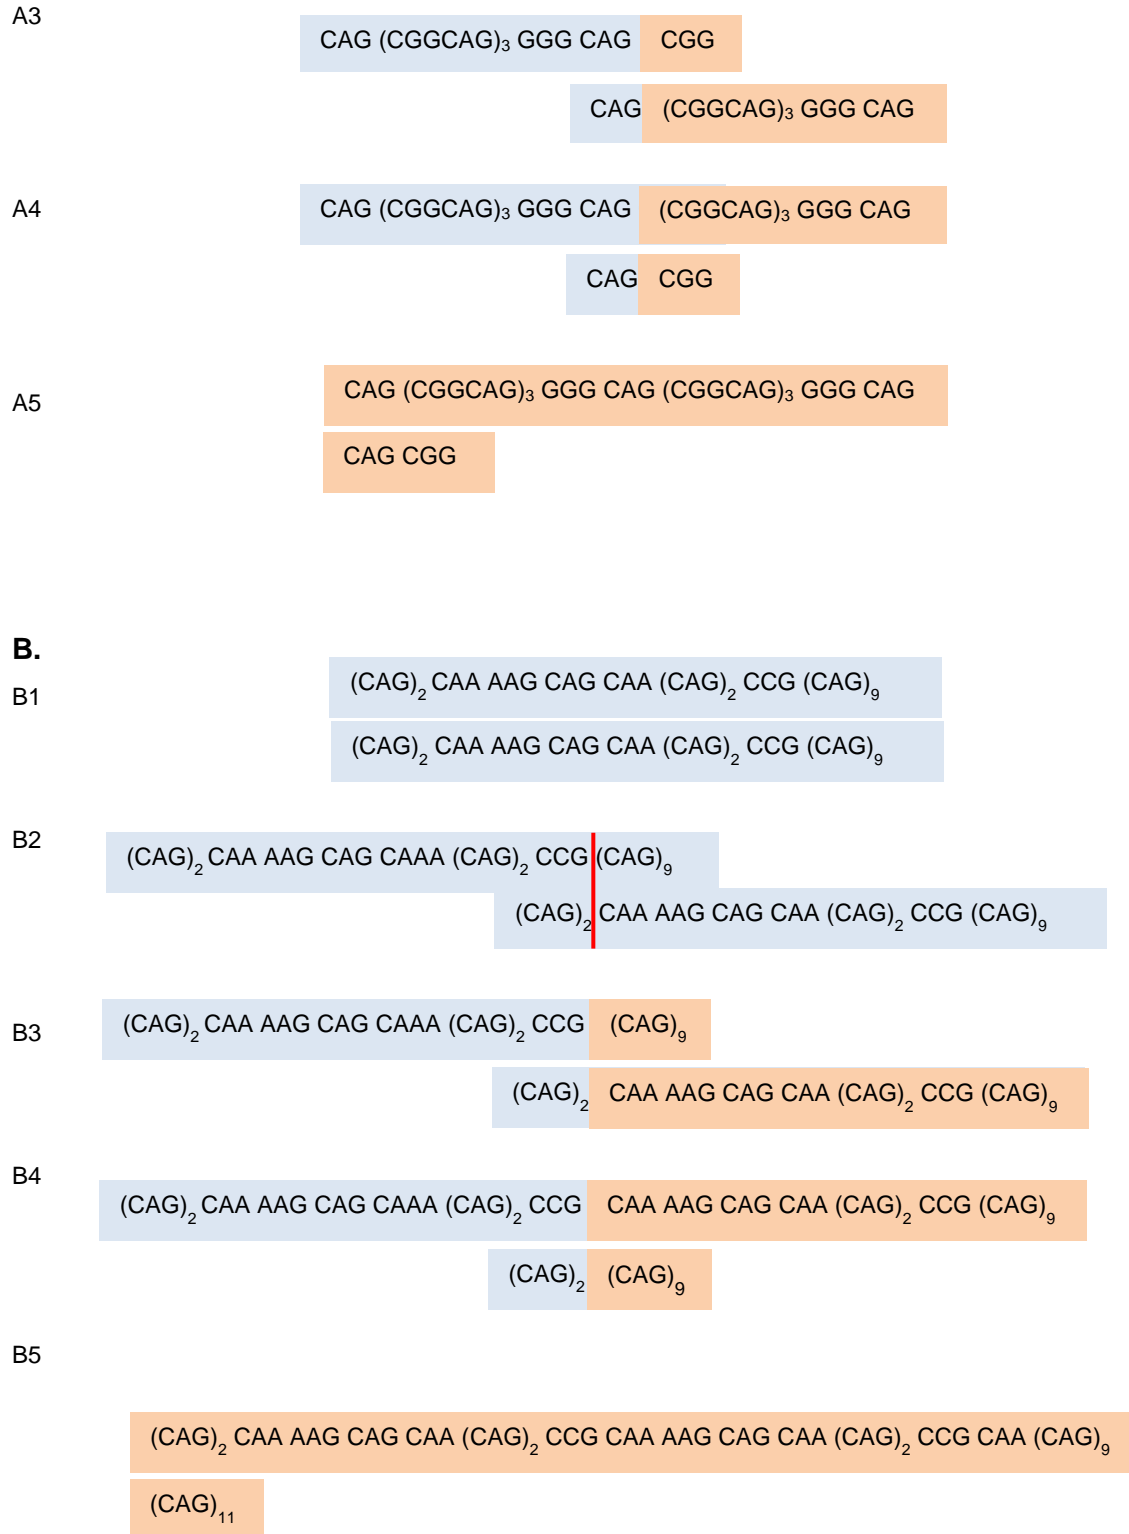 A3
CAG (CGGCAG)₃ GGG CAG CGG
CAG (CGGCAG)₃ GGG CAG
A4
CAG (CGGCAG)₃ GGG CAG (CGGCAG)₃ GGG CAG
CAG CGG
A5
CAG (CGGCAG)₃ GGG CAG (CGGCAG)₃ GGG CAG
CAG CGG
B.
B1
(CAG)₂ CAA AAG CAG CAA (CAG)₂ CCG (CAG)₉
(CAG)₂ CAA AAG CAG CAA (CAG)₂ CCG (CAG)₉
B2
(CAG)₂ CAA AAG CAG CAAA (CAG)₂ CCG (CAG)₉
(CAG)₂ CAA AAG CAG CAA (CAG)₂ CCG (CAG)₉
B3
(CAG)₂ CAA AAG CAG CAAA (CAG)₂ CCG (CAG)₉
(CAG)₂ CAA AAG CAG CAA (CAG)₂ CCG (CAG)₉
B4
(CAG)₂ CAA AAG CAG CAAA (CAG)₂ CCG CAA AAG CAG CAA (CAG)₂ CCG (CAG)₉
(CAG)₂ (CAG)₉
B5
(CAG)₂ CAA AAG CAG CAA (CAG)₂ CCG CAA AAG CAG CAA (CAG)₂ CCG CAA (CAG)₉
(CAG)₁₁